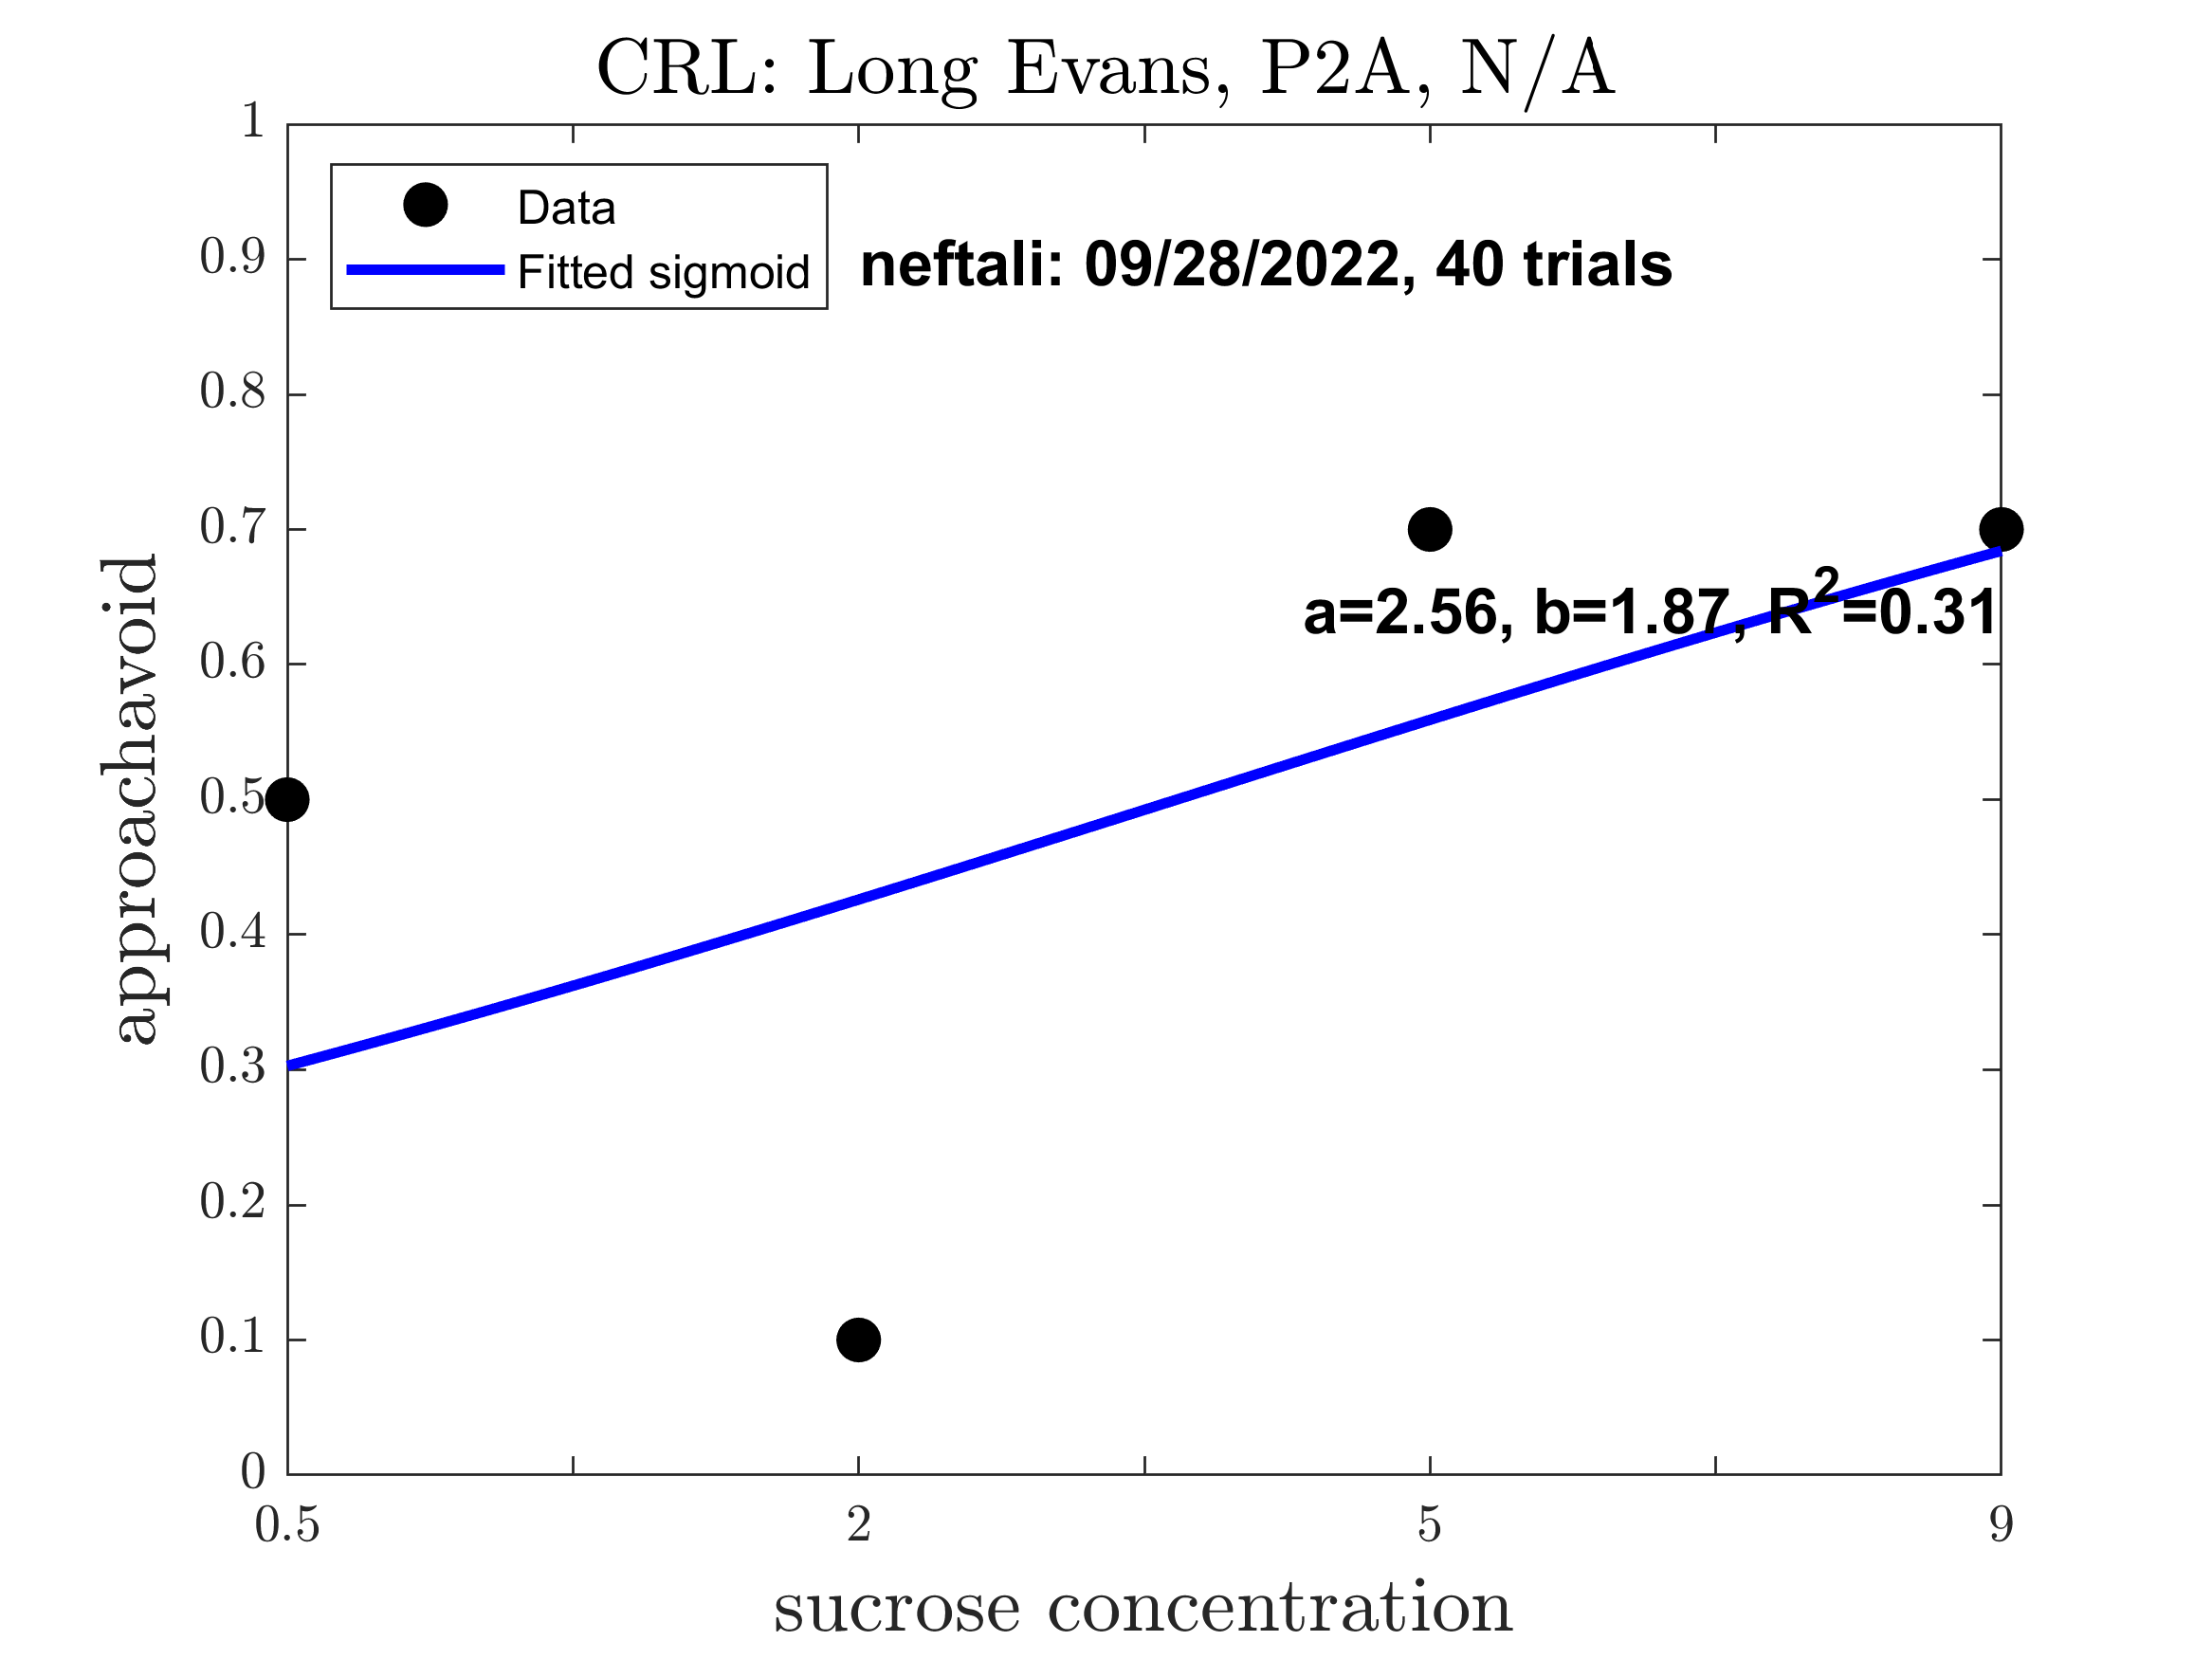 CRL: Long Evans, P2A, N/A
Data
Fitted sigmoid
neftali: 09/28/2022, 40 trials
a=2.56, b=1.87, R²=0.31
approachavoid
1
0.9
0.8
0.7
0.6
0.5
0.4
0.3
0.2
0.1
0
0.5 2 5 9
sucrose concentration